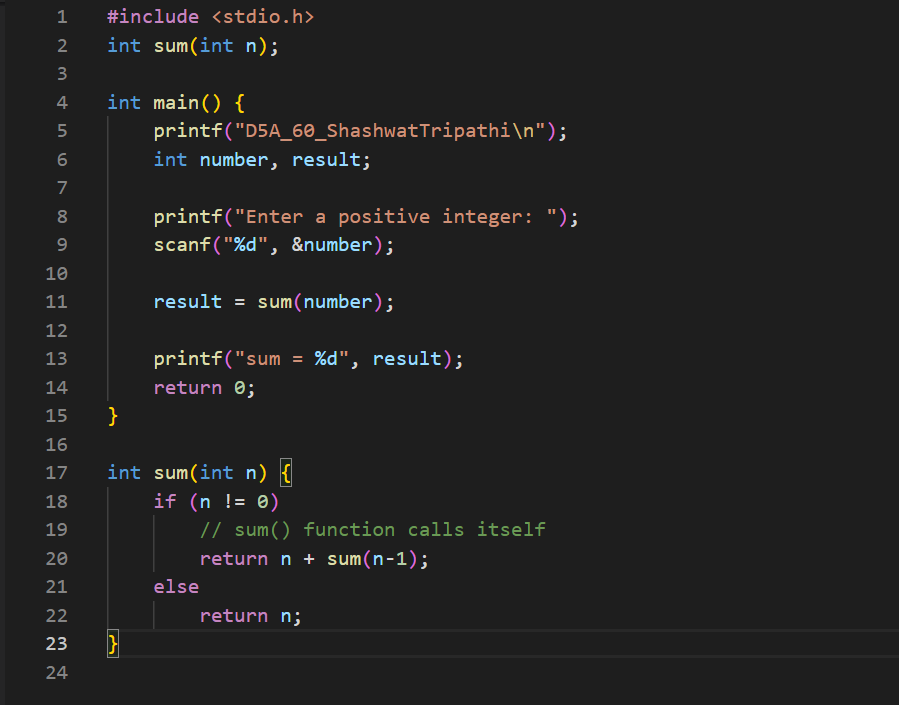 1 #include <stdio.h>
2 int sum(int n);
3
4 int main() {
5     printf("D5A_60_ShashwatTripathi\n");
6     int number, result;
7
8     printf("Enter a positive integer: ");
9     scanf("%d", &number);
10
11     result = sum(number);
12
13     printf("sum = %d", result);
14     return 0;
15 }
16
17 int sum(int n) {
18     if (n != 0)
19         // sum() function calls itself
20         return n + sum(n-1);
21     else
22         return n;
23 }
24